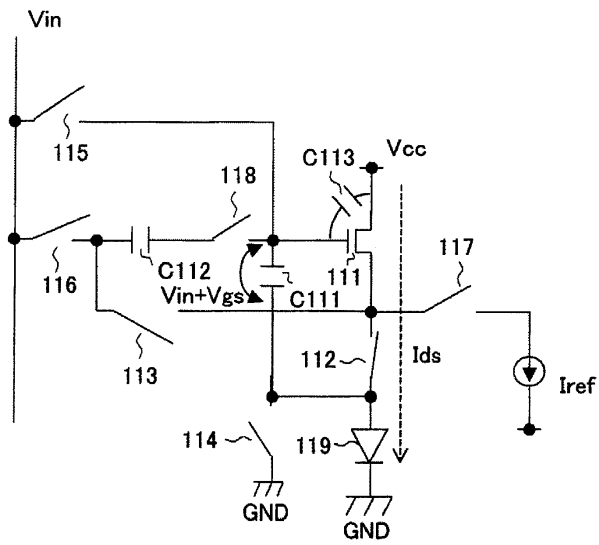 Vin
115
118
C113
Vcc
117
116
C112
Vin+Vgs
C111
111
113
112
Ids
Iref
114
119
GND
GND